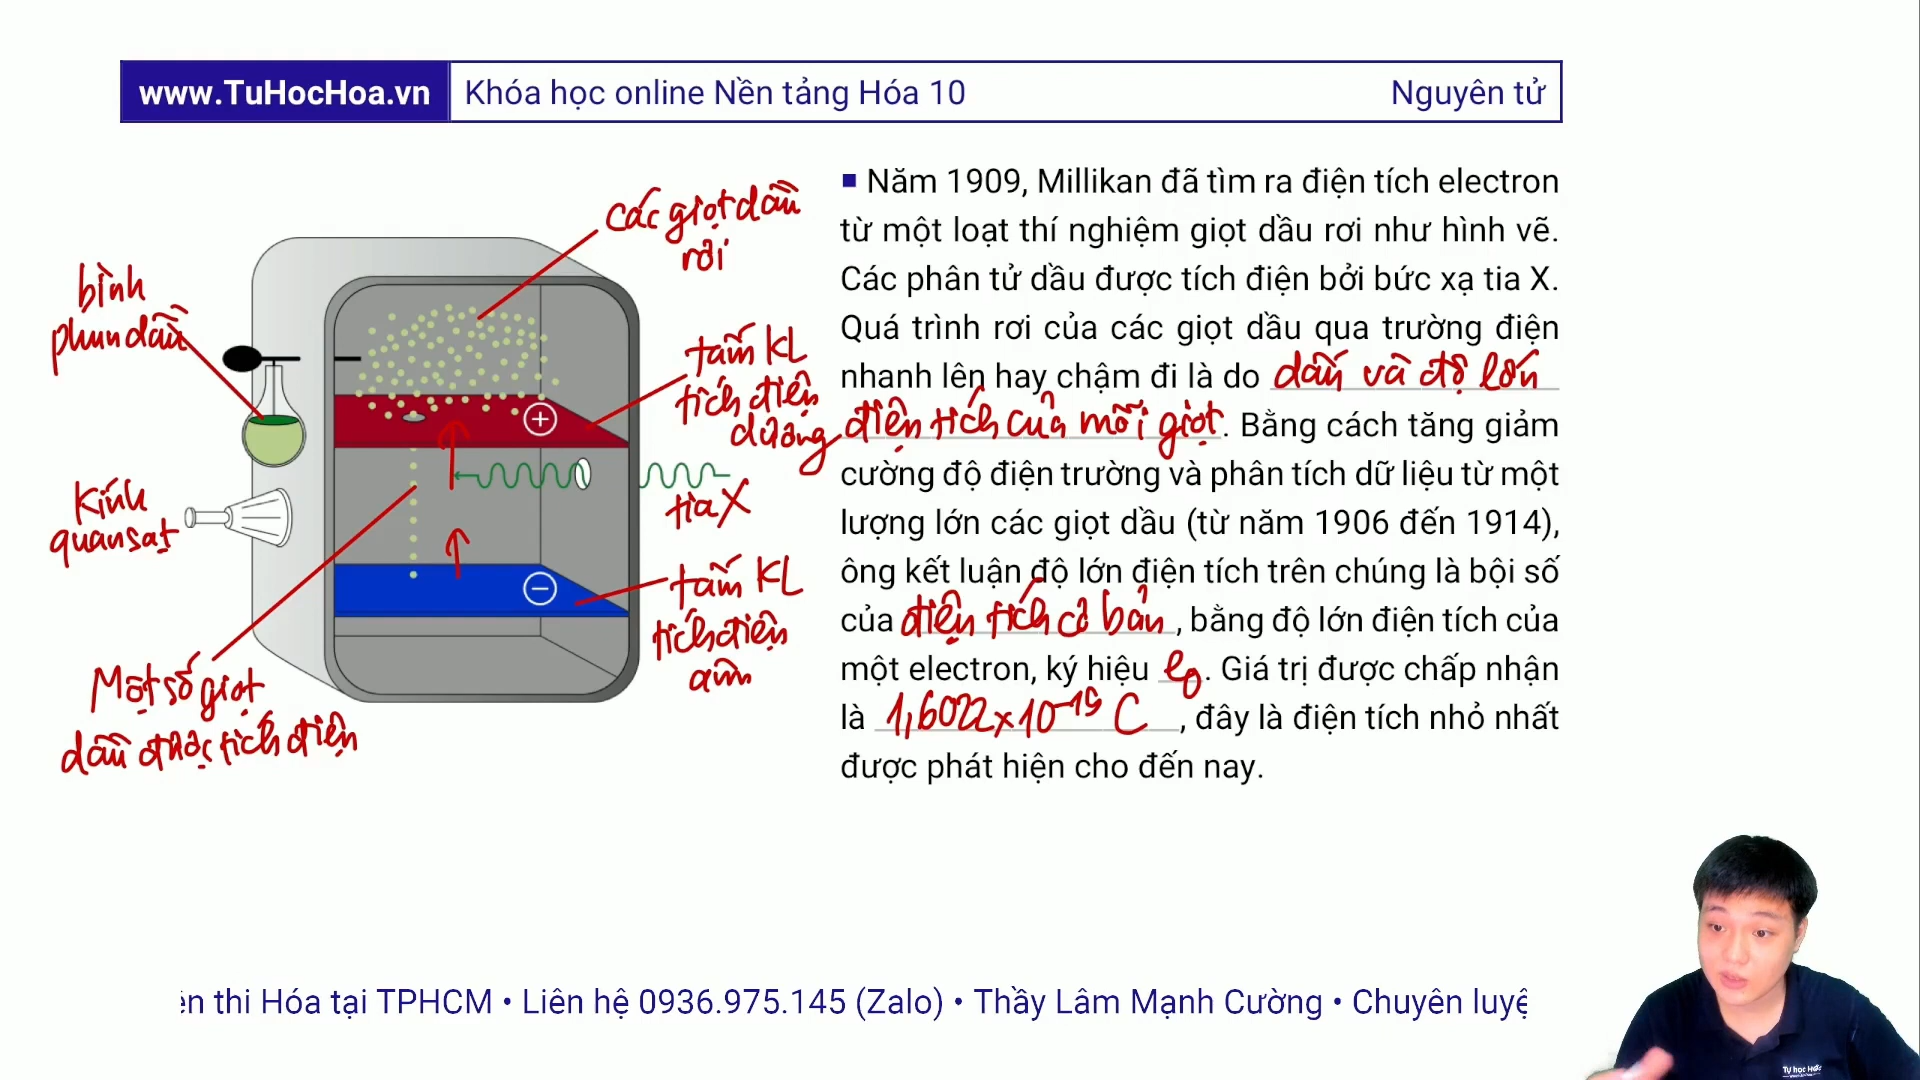 www.TuHocHoa.vn Khóa học online Nền tảng Hóa 10 Nguyên tử
các giọt dầu
rơi
bình
phun dầu
tấm KL
tích điện
dương
+
kính
quan sát
tia X
tấm KL
tích điện
âm
−
Một số giọt
dầu được tích điện
Năm 1909, Millikan đã tìm ra điện tích electron
từ một loạt thí nghiệm giọt dầu rơi như hình vẽ.
Các phân tử dầu được tích điện bởi bức xạ tia X.
Quá trình rơi của các giọt dầu qua trường điện
nhanh lên hay chậm đi là do dấu và độ lớn
điện tích của mỗi giọt. Bằng cách tăng giảm
cường độ điện trường và phân tích dữ liệu từ một
lượng lớn các giọt dầu (từ năm 1906 đến 1914),
ông kết luận độ lớn điện tích trên chúng là bội số
của điện tích cơ bản, bằng độ lớn điện tích của
một electron, ký hiệu e₀. Giá trị được chấp nhận
là 1,6022×10⁻¹⁹ C, đây là điện tích nhỏ nhất
được phát hiện cho đến nay.
ện thi Hóa tại TPHCM • Liên hệ 0936.975.145 (Zalo) • Thầy Lâm Mạnh Cường • Chuyên luyệ
Tự học Hóa